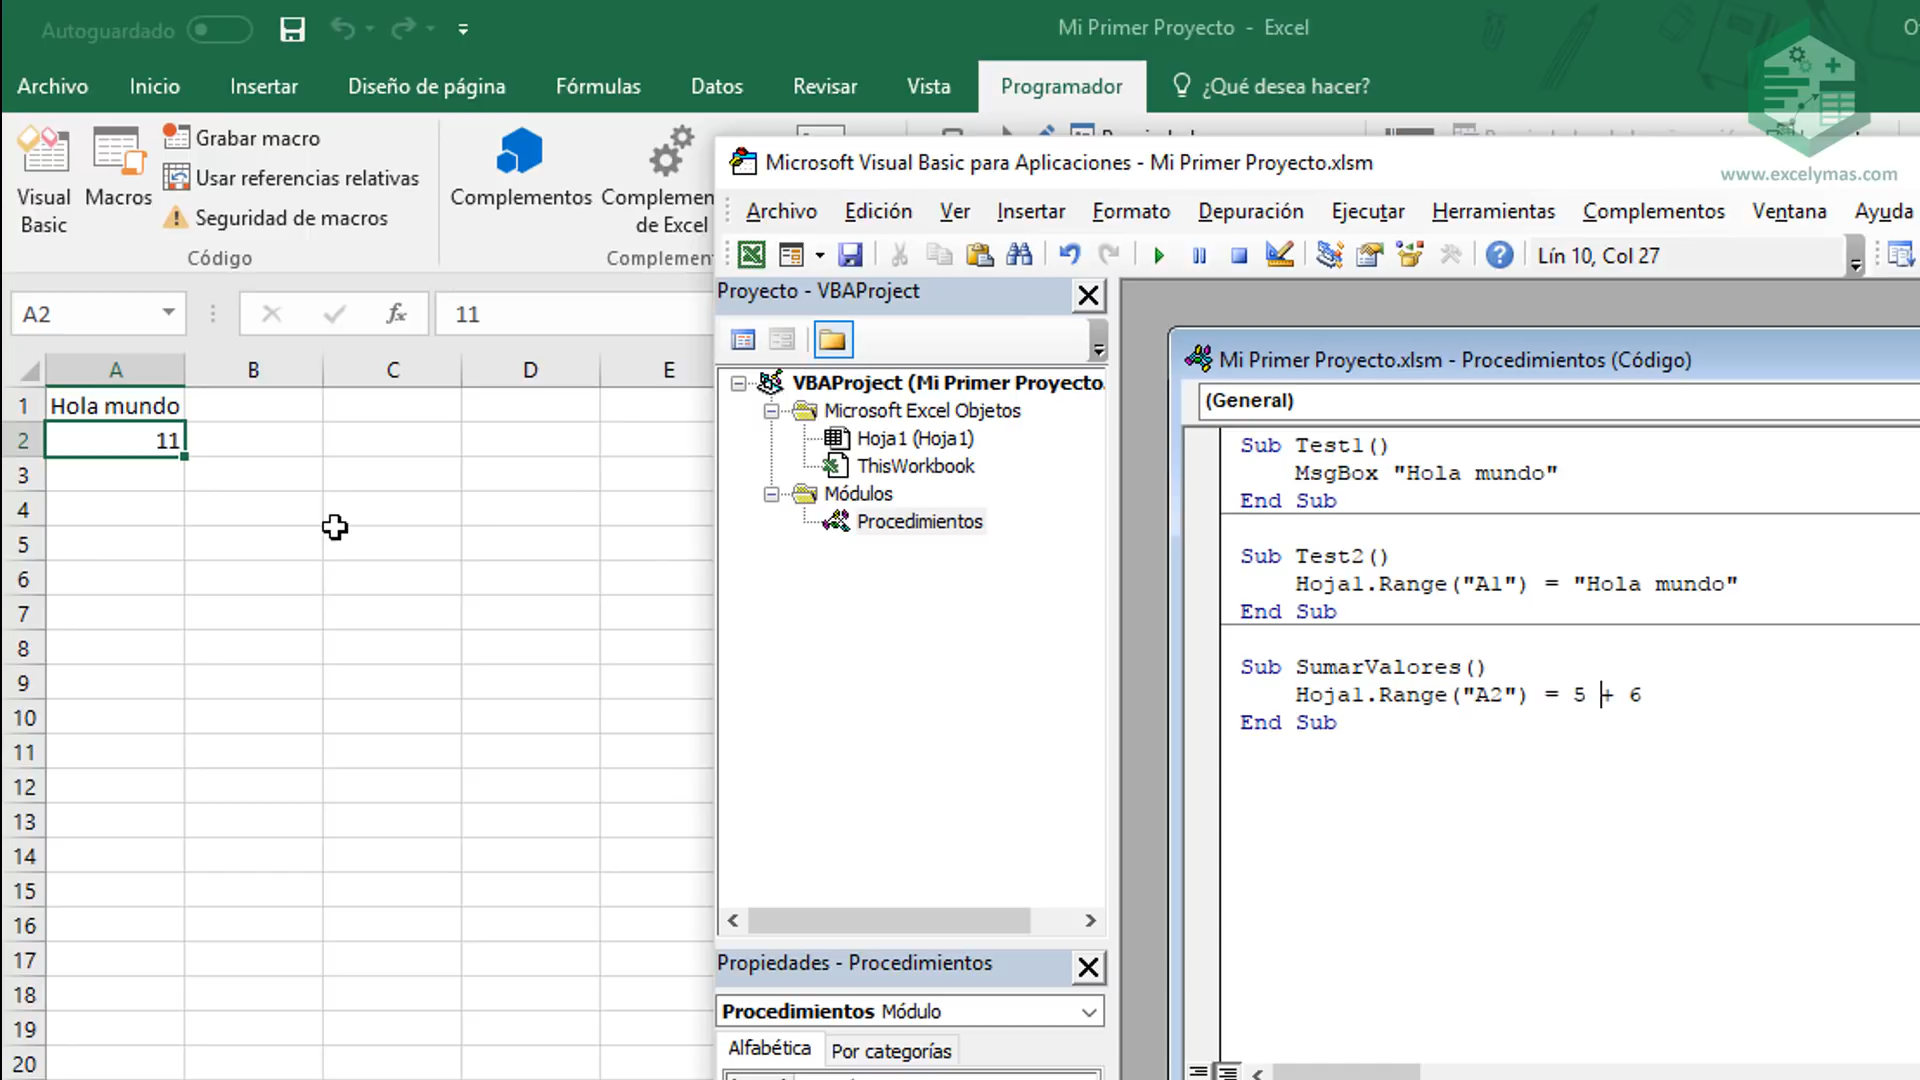 Autoguardado
Mi Primer Proyecto - Excel
Archivo Inicio Insertar Diseño de página Fórmulas Datos Revisar Vista Programador ¿Qué desea hacer?
Visual Basic
Macros
Grabar macro
Usar referencias relativas
Seguridad de macros
Código
Complementos
de Excel
www.excelymas.com
A2
11
A B C D E
1 Hola mundo
2 11
3
4
5
6
7
8
9
10
11
12
13
14
15
16
17
18
19
20
Microsoft Visual Basic para Aplicaciones - Mi Primer Proyecto.xlsm
Archivo Edición Ver Insertar Formato Depuración Ejecutar Herramientas Complementos Ventana Ayuda
Lín 10, Col 27
Proyecto - VBAProject
VBAProject (Mi Primer Proyecto.
Microsoft Excel Objetos
Hoja1 (Hoja1)
ThisWorkbook
Módulos
Procedimientos
Propiedades - Procedimientos
Procedimientos Módulo
Alfabética Por categorías
Mi Primer Proyecto.xlsm - Procedimientos (Código)
(General)
Sub Test1()
MsgBox "Hola mundo"
End Sub
Sub Test2()
Hoja1.Range("A1") = "Hola mundo"
End Sub
Sub SumarValores()
Hoja1.Range("A2") = 5 + 6
End Sub